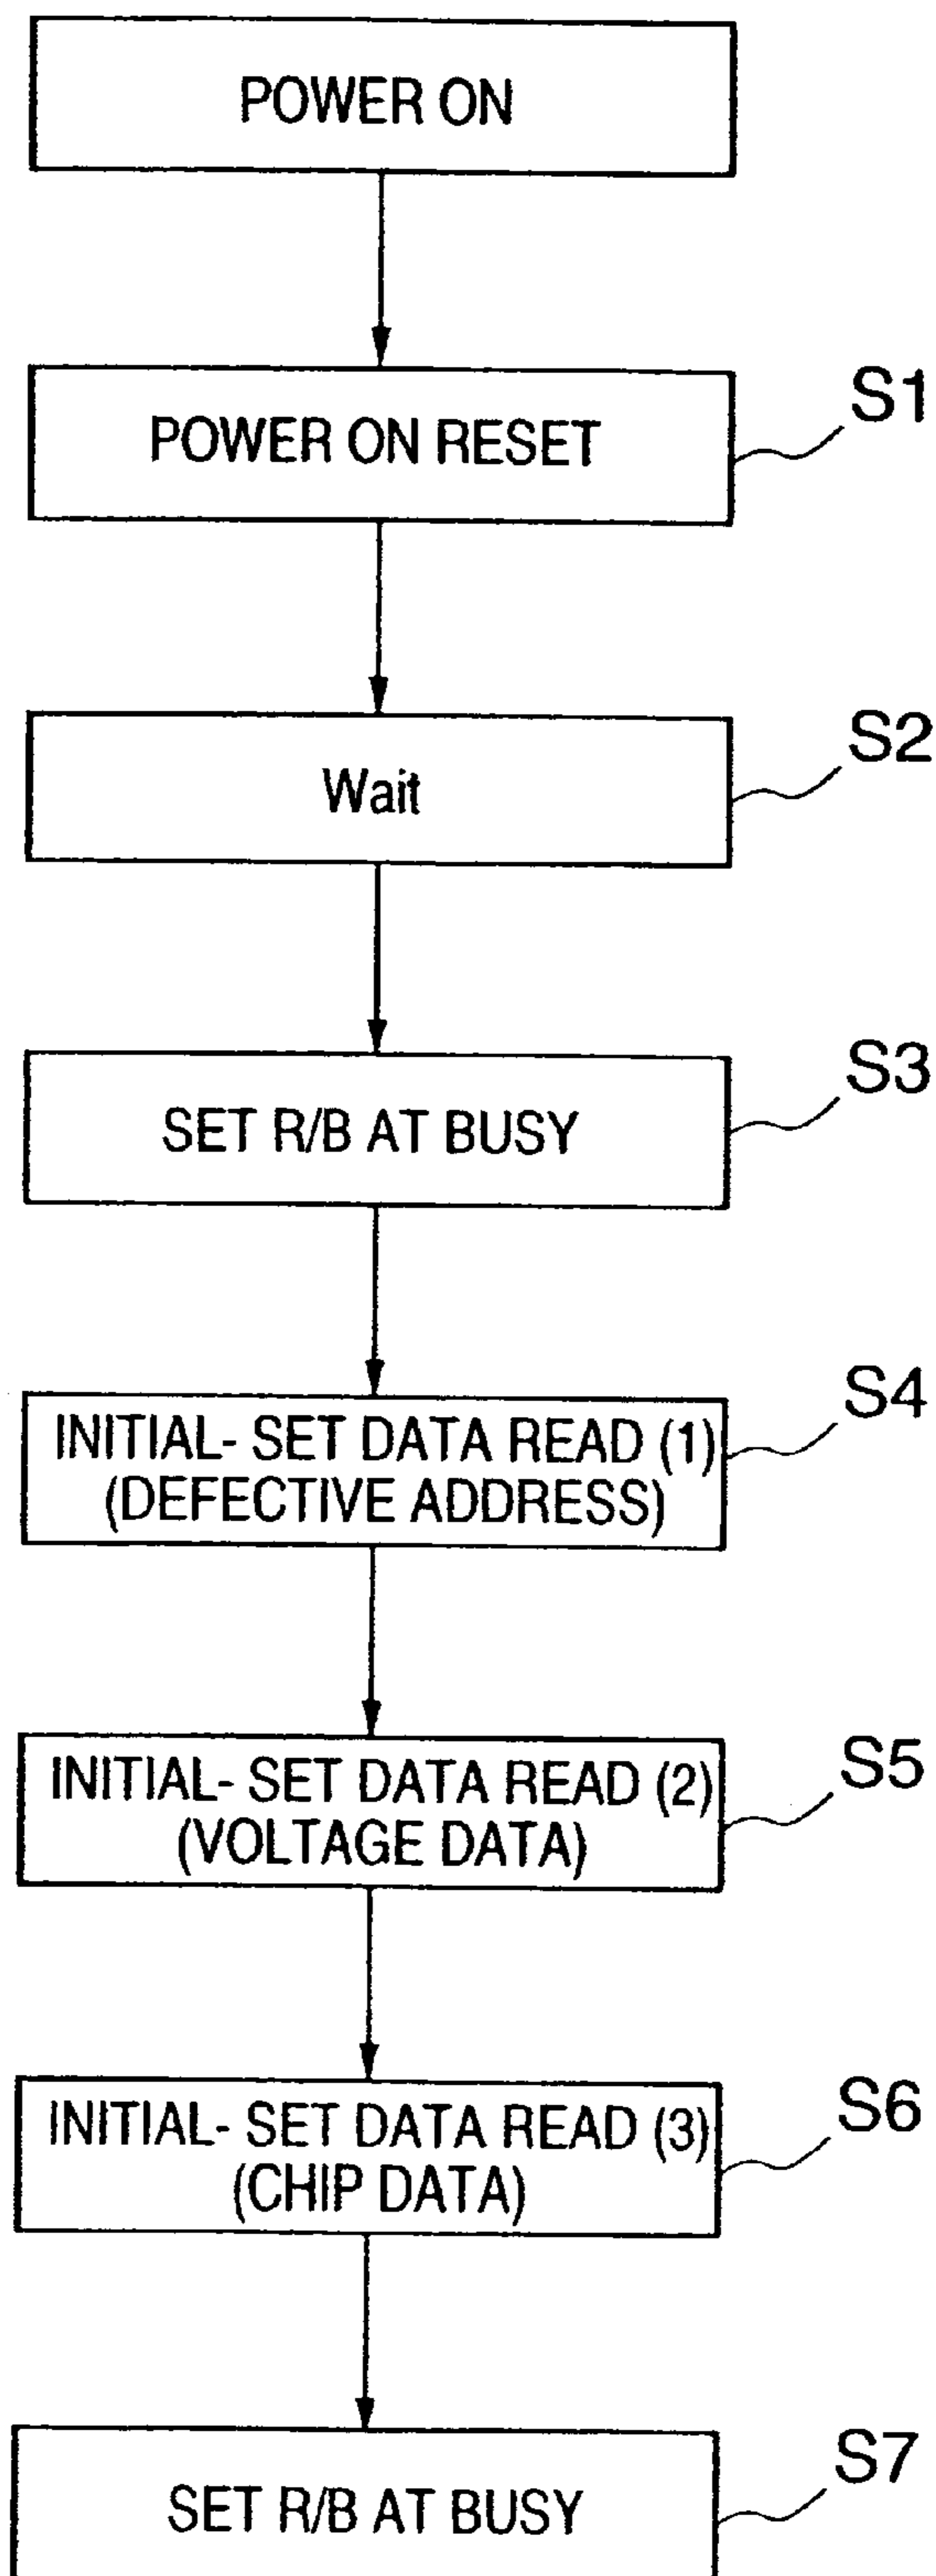 POWER ON
POWER ON RESET
S1
Wait
S2
SET R/B AT BUSY
S3
INITIAL- SET DATA READ (1)
(DEFECTIVE ADDRESS)
S4
INITIAL- SET DATA READ (2)
(VOLTAGE DATA)
S5
INITIAL- SET DATA READ (3)
(CHIP DATA)
S6
SET R/B AT BUSY
S7